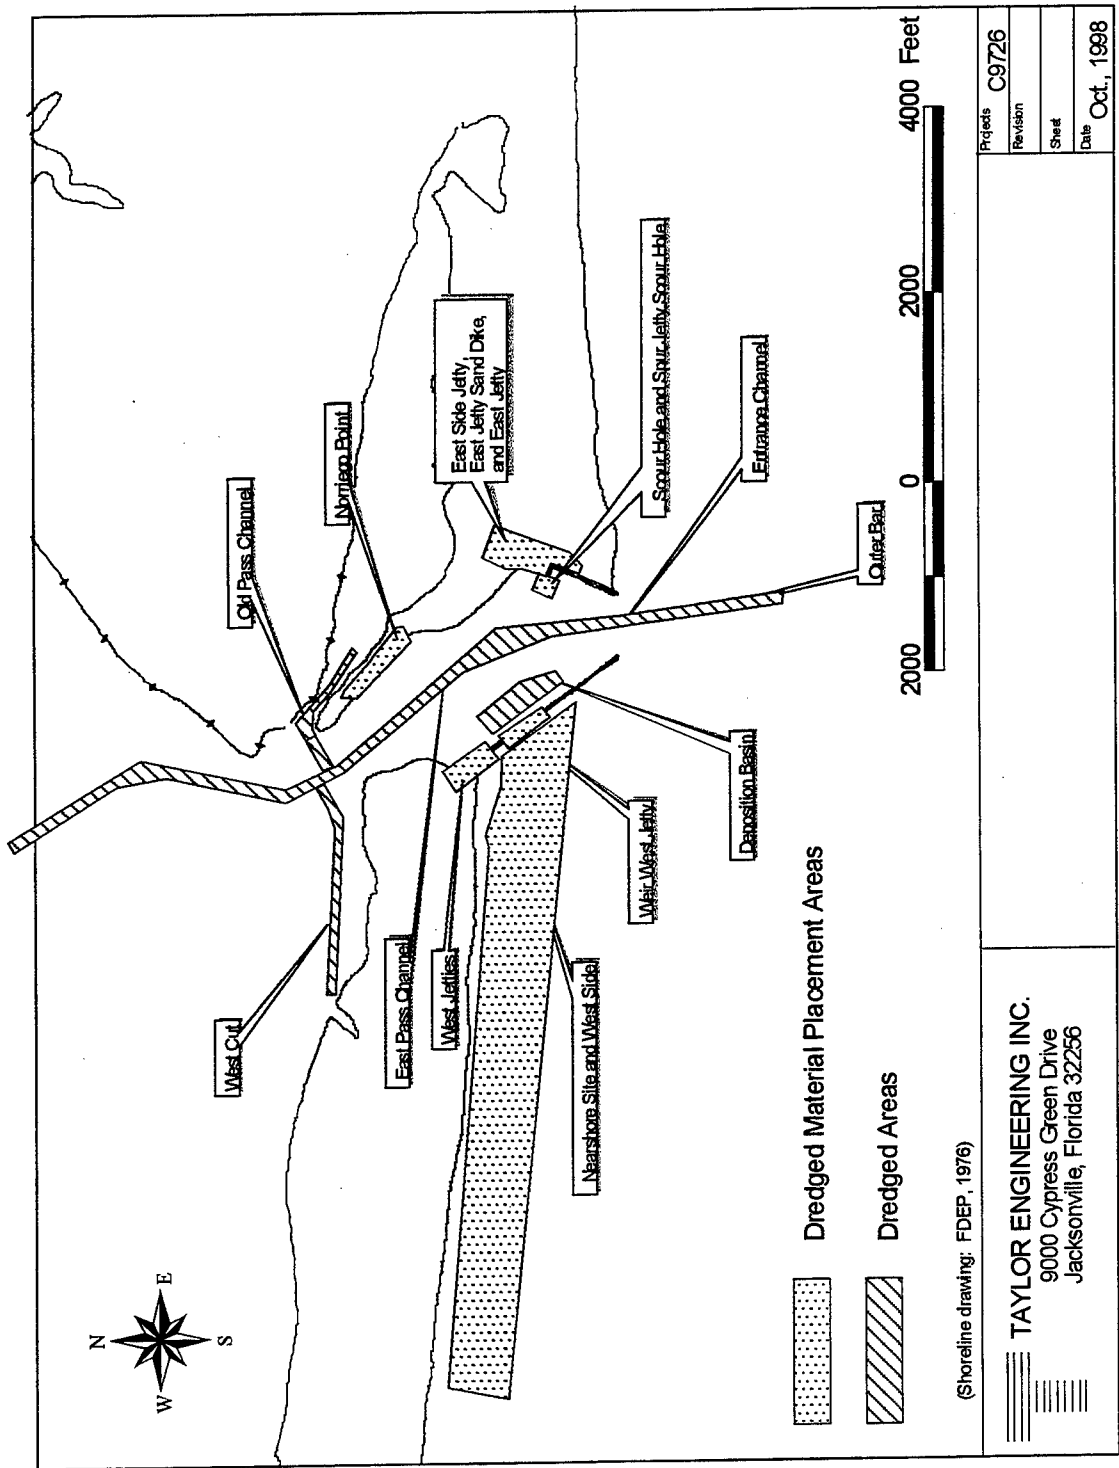 N
W
E
S
West Cut
Old Pass Channel
Norriego Point
East Pass Channel
West Jetties
East Side Jetty,
East Jetty Sand Dike,
and East Jetty
Nearshore Site and West Side
Weir West Jetty
Deposition Basin
Scour Hole and Spur Jetty Scour Hole
Entrance Channel
Outer Bar
Dredged Material Placement Areas
Dredged Areas
2000
0
2000
4000 Feet
(Shoreline drawing: FDEP, 1976)
TAYLOR ENGINEERING INC.
9000 Cypress Green Drive
Jacksonville, Florida 32256
Projects C9726
Revision
Sheet
Date Oct., 1998